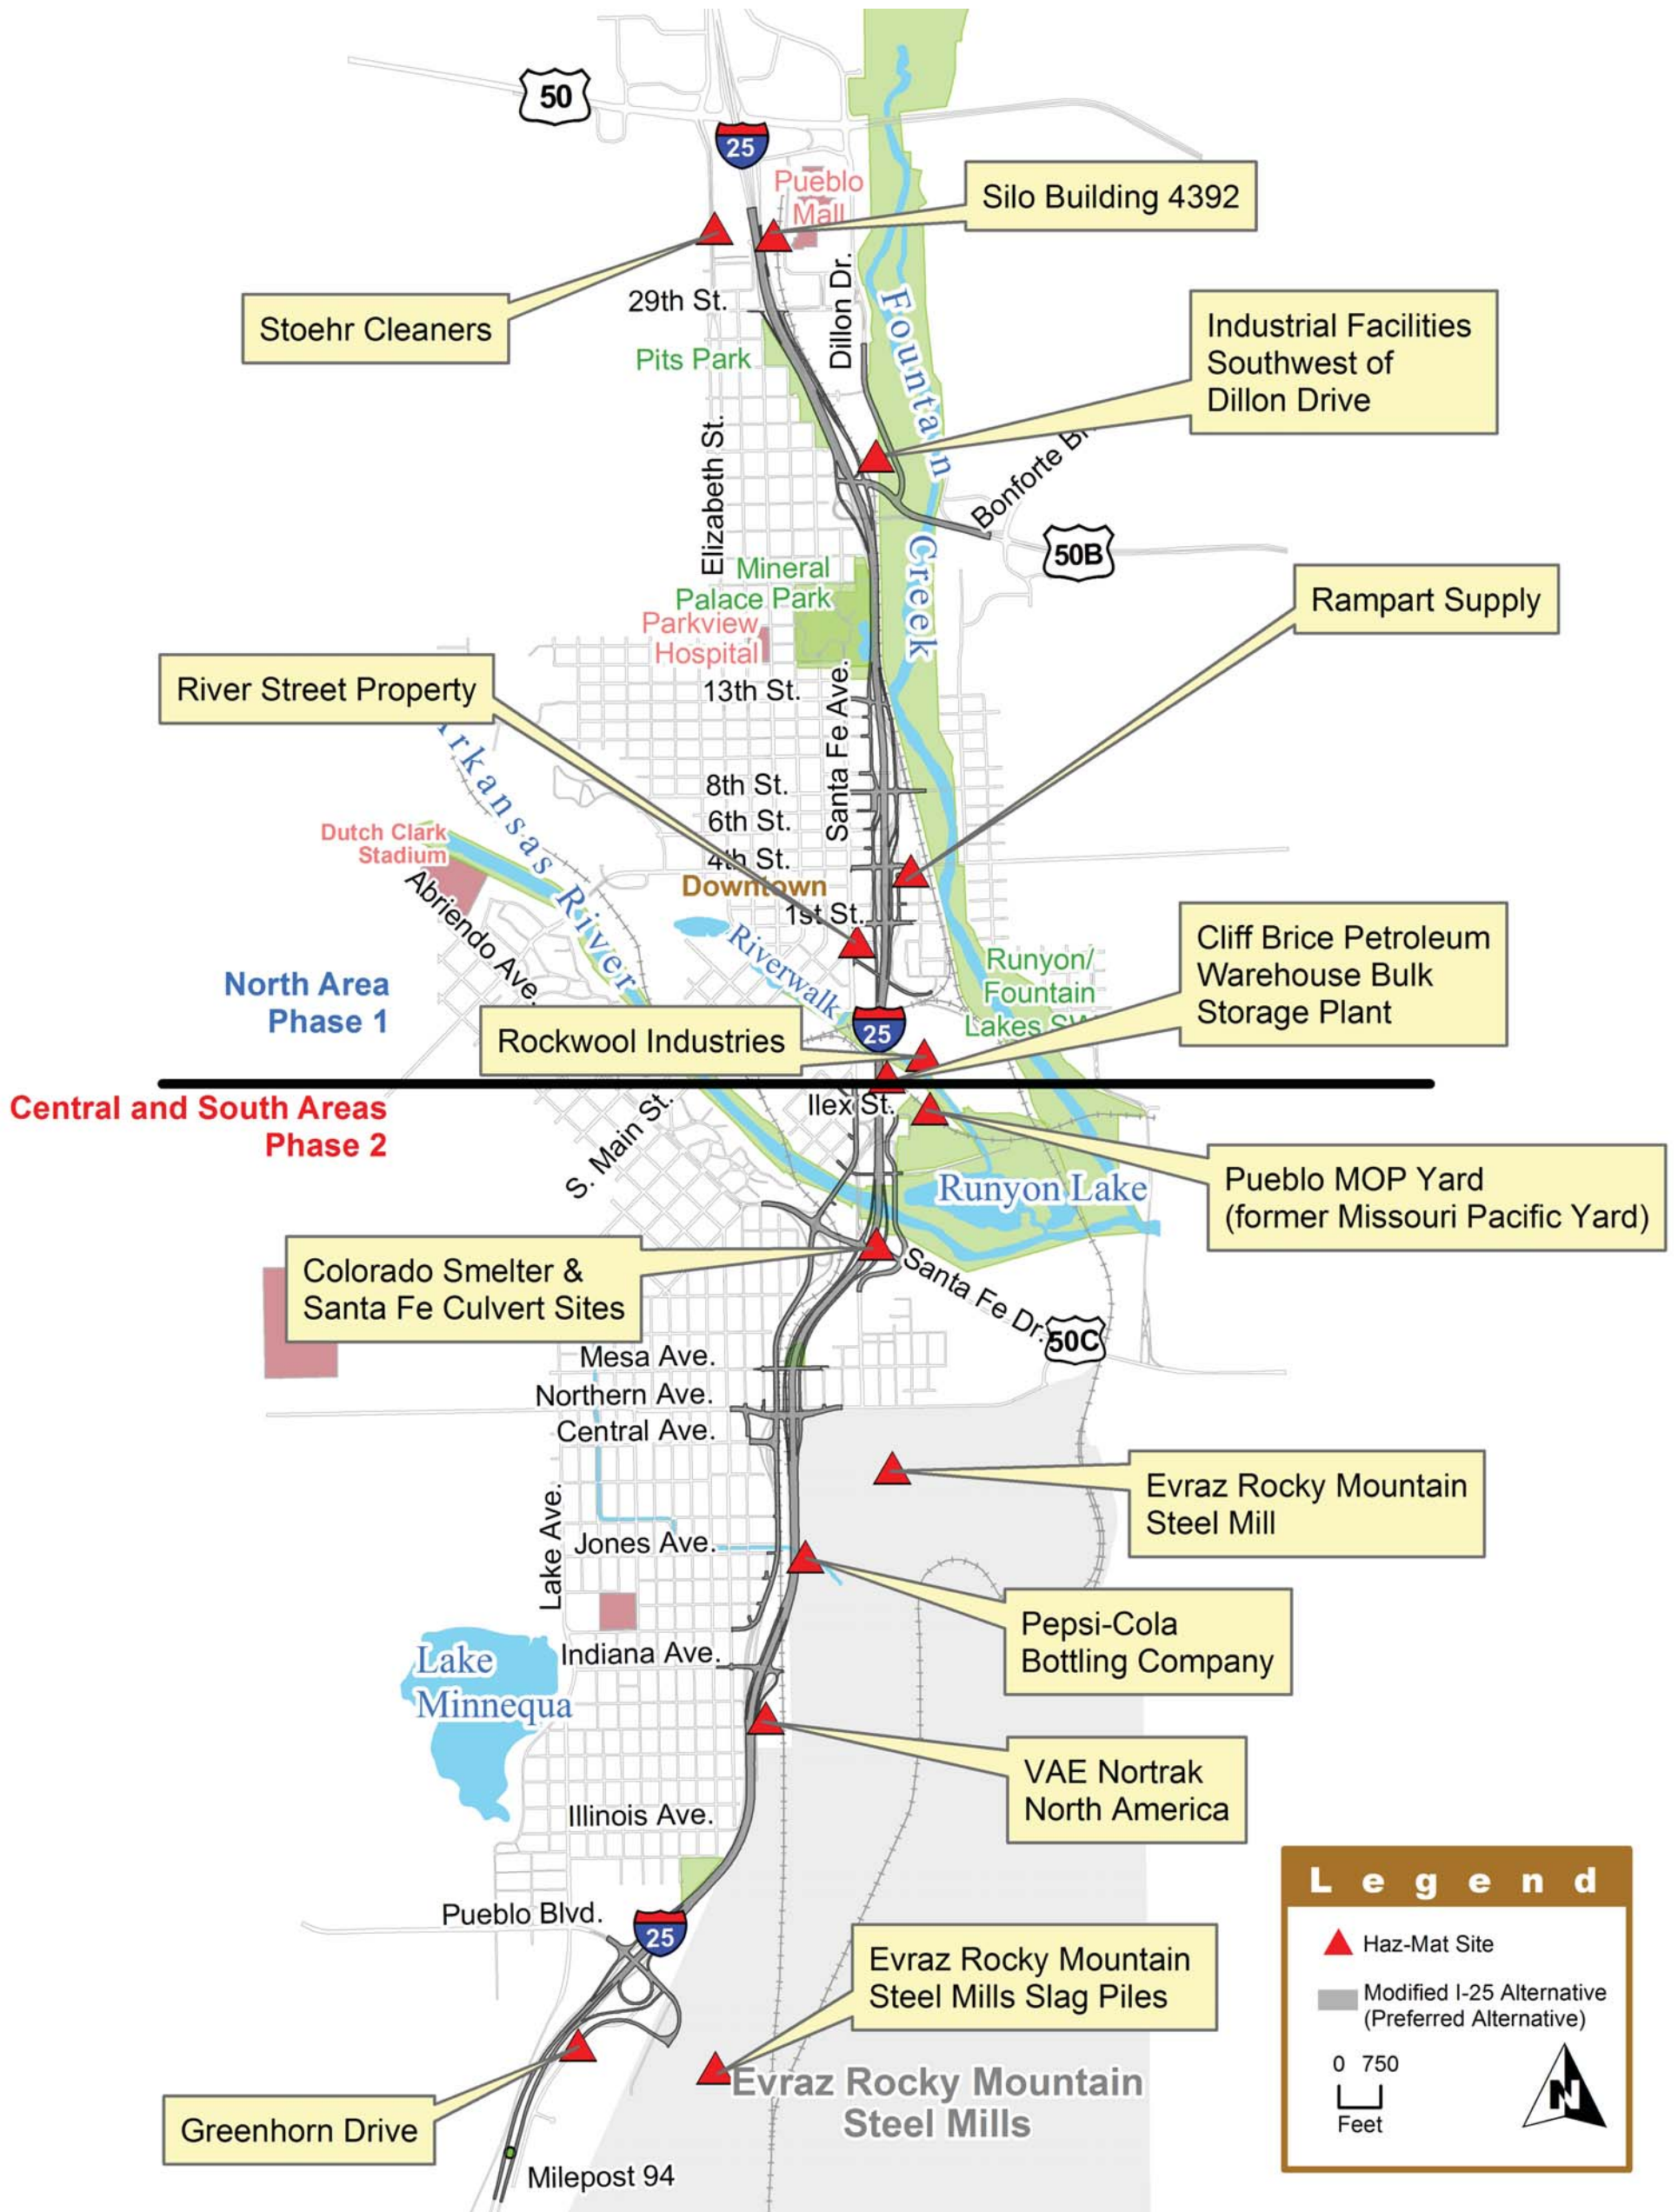 50
25
Pueblo
Mall
Silo Building 4392
Stoehr Cleaners
29th St.
Dillon Dr.
Pits Park
Industrial Facilities
Southwest of
Dillon Drive
Fountain Creek
Elizabeth St.
Bonforte
50B
Mineral
Palace Park
Rampart Supply
Parkview
Hospital
River Street Property
13th St.
Santa Fe Ave.
Arkansas River
8th St.
6th St.
Dutch Clark
Stadium
4th St.
Downtown
Abriendo Ave.
1st St.
Riverwalk
Cliff Brice Petroleum
Warehouse Bulk
Storage Plant
Runyon/
Fountain
Lakes SW
North Area
Phase 1
25
Rockwool Industries
Central and South Areas
Phase 2
Ilex St.
S. Main St.
Pueblo MOP Yard
(former Missouri Pacific Yard)
Runyon Lake
Colorado Smelter &
Santa Fe Culvert Sites
Santa Fe Dr.
50C
Mesa Ave.
Northern Ave.
Central Ave.
Evraz Rocky Mountain
Steel Mill
Lake Ave.
Jones Ave.
Pepsi-Cola
Bottling Company
Indiana Ave.
Lake
Minnequa
VAE Nortrak
North America
Illinois Ave.
Pueblo Blvd.
25
Evraz Rocky Mountain
Steel Mills Slag Piles
Evraz Rocky Mountain
Steel Mills
Greenhorn Drive
Milepost 94
Legend
Haz-Mat Site
Modified I-25 Alternative
(Preferred Alternative)
0 750
Feet
N